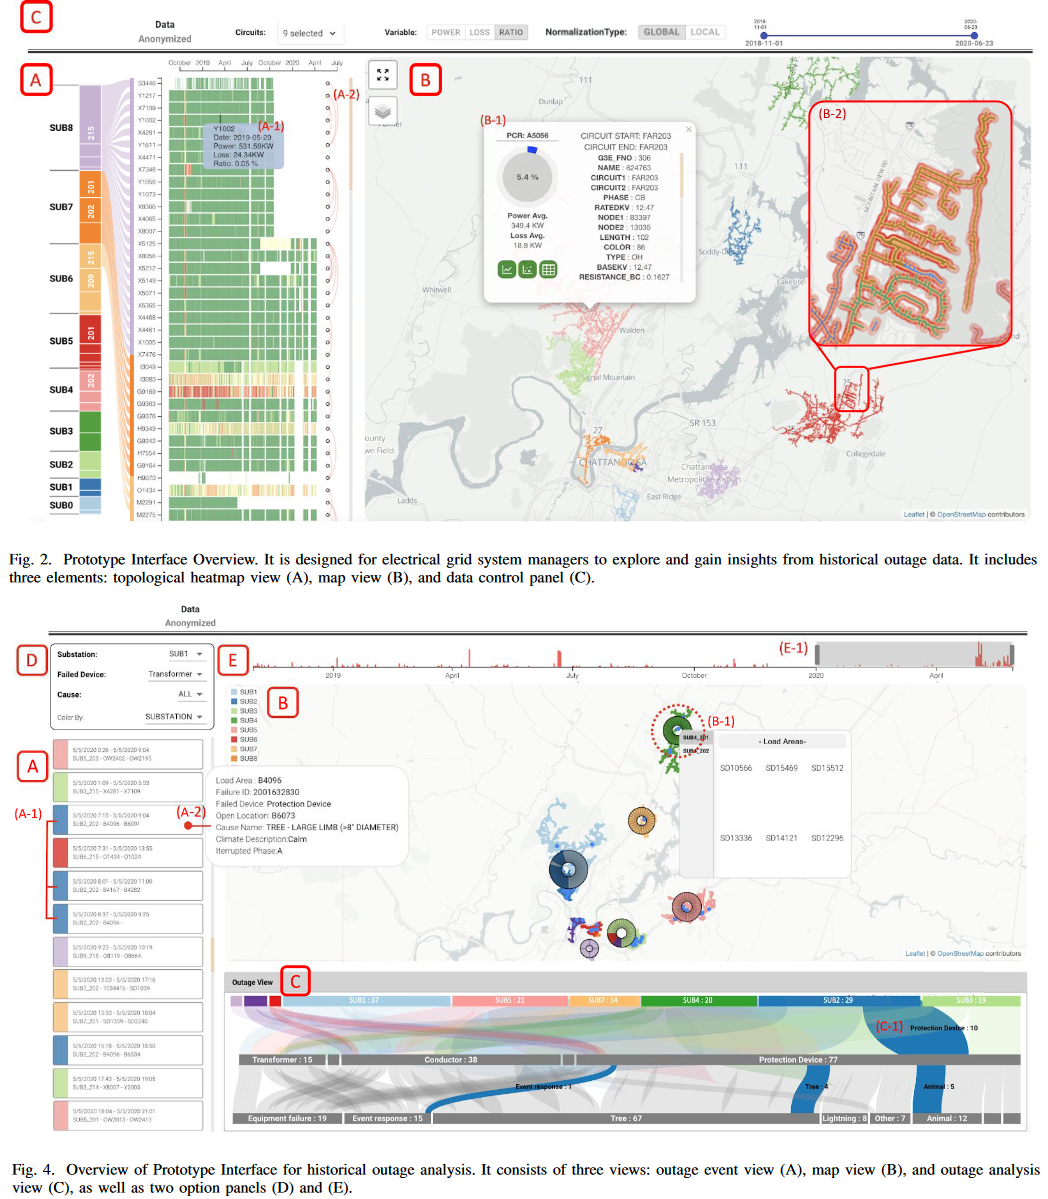 C
Data
Anonymized
Circuits:
9 selected
Variable:
POWER LOSS RATIO
NormalizationType:
GLOBAL LOCAL
2018-11-01
2020-06-23
2018-11-01
2020-06-23
A
October 2019 April July October 2020 April July
(A-2)
SUB8
215
SUB7
201
202
SUB6
215
209
SUB5
201
SUB4
202
SUB3
SUB2
SUB1
SUB0
S3446
Y1217
X7109
Y1002
X4281
Y1611
X4471
X7348
Y1058
Y1073
X8366
X4065
X8007
X5125
X8056
X5212
X5149
X5071
X5365
X4468
X4461
X1005
X7476
I3049
I3080
G9169
G9363
G9376
H9349
G9242
H7554
G9164
H9070
O1434
M2291
M2275
(A-1)
Y1002
Date: 2019-05-29
Power: 531.59KW
Loss: 24.34KW
Ratio: 0.05 %
B
(B-1)
PCR: A5056
5.4 %
Power Avg.
349.4 KW
Loss Avg.
18.8 KW
×
CIRCUIT START: FAR203
CIRCUIT END: FAR203
G3E_FNO : 306
NAME : 624763
CIRCUIT1 : FAR203
CIRCUIT2 : FAR203
PHASE : CB
RATEDKV : 12.47
NODE1 : 83397
NODE2 : 13035
LENGTH : 102
COLOR : 86
TYPE : OH
BASEKV : 12.47
RESISTANCE_BC : 0.1627
(B-2)
111
Dunlap
111
Soddy-Da
Lakesite
Whitwell
Walden
Signal Mountain
SR 153
27
CHATTANOOGA
Chattanooga
Metropolitan Airport
East Ridge
Collegedale
Ladds
ounty
wn Field
75
Leaflet | © OpenStreetMap contributors
Fig. 2. Prototype Interface Overview. It is designed for electrical grid system managers to explore and gain insights from historical outage data. It includes
three elements: topological heatmap view (A), map view (B), and data control panel (C).
Data
Anonymized
D
Substation: SUB1
Failed Device: Transformer
Cause: ALL
Color By: SUBSTATION
E
(E-1)
2019 April July October 2020 April
SUB1
SUB2
SUB3
SUB4
SUB5
SUB6
SUB7
SUB8
B
(B-1)
SUB4_201
SUB4_202
- Load Areas-
SD10566 SD15469 SD15512
SD13336 SD14121 SD12296
A
(A-1)
(A-2)
5/5/2020 0:26 - 5/5/2020 9:04
SUB5_203 - OW2402 - OW2195
5/5/2020 1:09 - 5/5/2020 5:53
SUB3_215 - X4281 - X7109
5/5/2020 7:15 - 5/5/2020 9:04
SUB2_202 - B4096 - B6091
5/5/2020 7:31 - 5/5/2020 13:55
SUB6_215 - O1434 - O1024
5/5/2020 8:01 - 5/5/2020 11:00
SUB2_202 - B4167 - B4282
5/5/2020 8:37 - 5/5/2020 9:25
SUB2_202 - B4096 -
5/5/2020 9:23 - 5/5/2020 10:19
5/5/2020 13:03 - 5/5/2020 17:16
5/5/2020 13:33 - 5/5/2020 18:04
SUB7_201 - SD1359 - SD2240
5/5/2020 15:18 - 5/5/2020 18:50
SUB2_202 - B4096 - B6534
5/5/2020 17:43 - 5/5/2020 19:05
SUB3_214 - X8007 - Y2005
5/5/2020 18:04 - 5/5/2020 21:01
SUB5_201 - OW2013 - OW2413
Load Area : B4096
Failure ID: 2001632830
Failed Device: Protection Device
Open Location: B6073
Cause Name: TREE - LARGE LIMB (>8" DIAMETER)
Climate Description:Calm
Iterrupted Phase:A
Leaflet | © OpenStreetMap contributors
Outage View
C
SUB1 : 37
SUB5 : 21
SUB7 : 14
SUB4 : 20
SUB2 : 29
SUB3 : 19
(C-1)
Protection Device : 10
Transformer : 15
Conductor : 38
Protection Device : 77
Event response : 1
Tree : 4
Animal : 5
Equipment failure : 19
Event response : 15
Tree : 67
Lightning : 8
Other : 7
Animal : 12
Fig. 4. Overview of Prototype Interface for historical outage analysis. It consists of three views: outage event view (A), map view (B), and outage analysis
view (C), as well as two option panels (D) and (E).